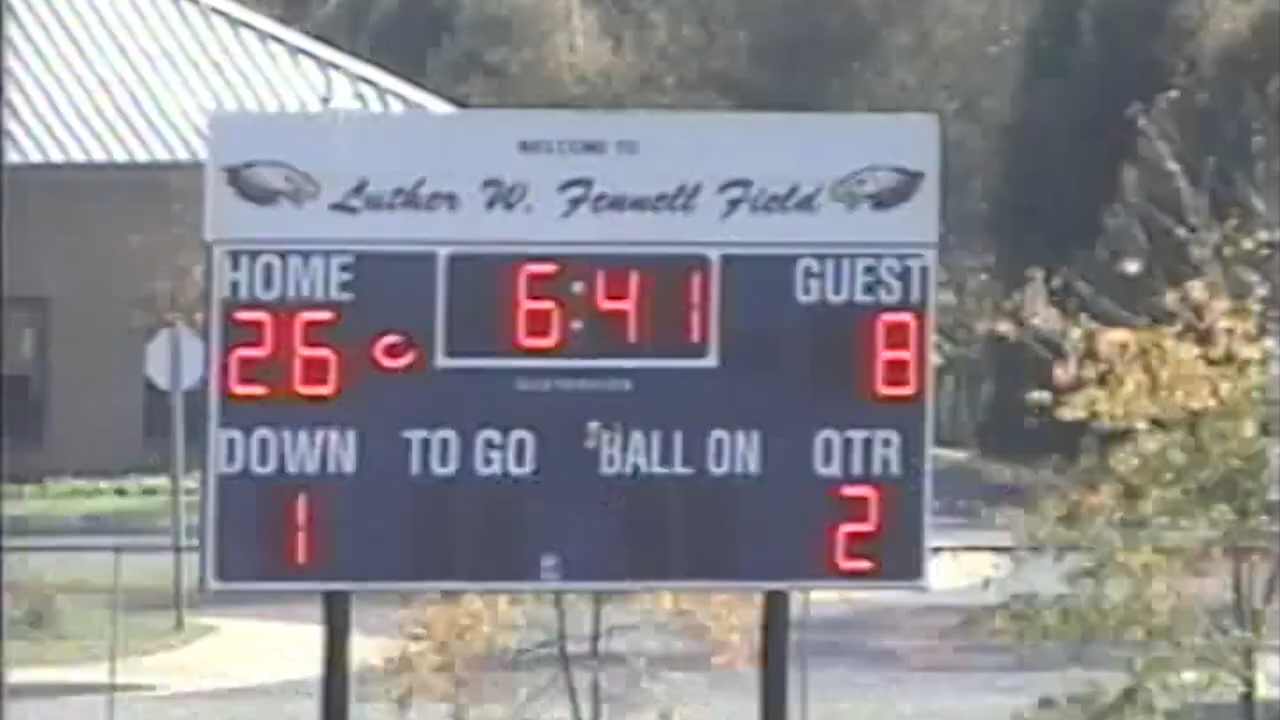 WELCOME TO
Luther W. Fennell Field
HOME 6:41 GUEST
26 8
DOWN TO GO BALL ON QTR
1 2